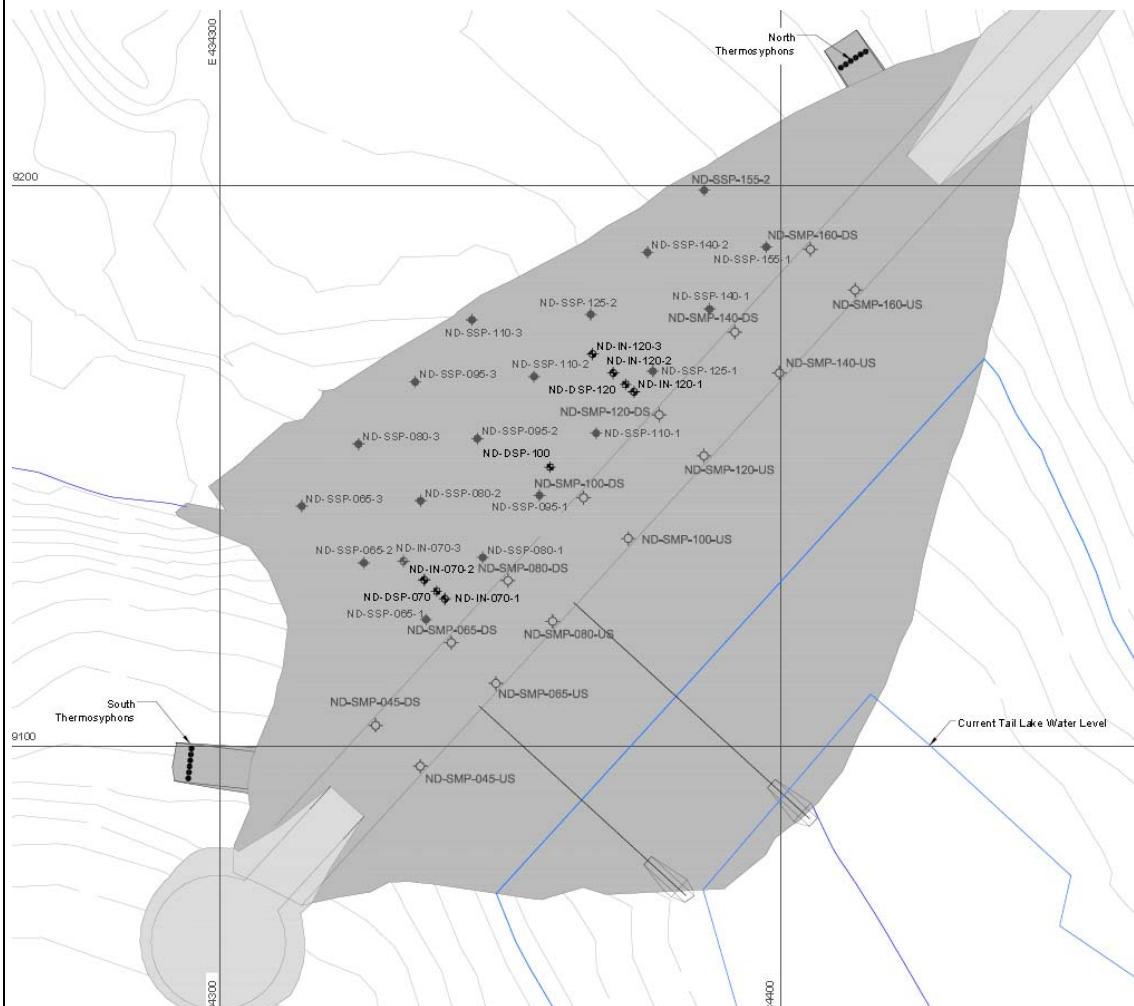 E 434300
North
Thermosyphons
9200
ND-SSP-155-2
ND-SMP-160-DS
ND-SSP-140-2
ND-SSP-155-1
ND-SMP-160-US
ND-SSP-125-2
ND-SSP-140-1
ND-SSP-110-3
ND-SMP-140-DS
ND-IN-120-3
ND-IN-120-2
ND-SSP-110-2
ND-SMP-140-US
ND-SSP-095-3
ND-SSP-125-1
ND-DSP-120
ND-IN-120-1
ND-SMP-120-DS
ND-SSP-095-2
ND-SSP-110-1
ND-SSP-080-3
ND-DSP-100
ND-SMP-120-US
ND-SMP-100-DS
ND-SSP-080-2
ND-SSP-065-3
ND-SSP-095-1
ND-SMP-100-US
ND-SSP-065-2
ND-IN-070-3
ND-SSP-080-1
ND-IN-070-2
ND-SMP-080-DS
ND-DSP-070
ND-IN-070-1
ND-SSP-065-1
ND-SMP-065-DS
ND-SMP-080-US
ND-SMP-065-US
ND-SMP-045-DS
South
Thermosyphons
Current Tail Lake Water Level
9100
ND-SMP-045-US
4300
4400